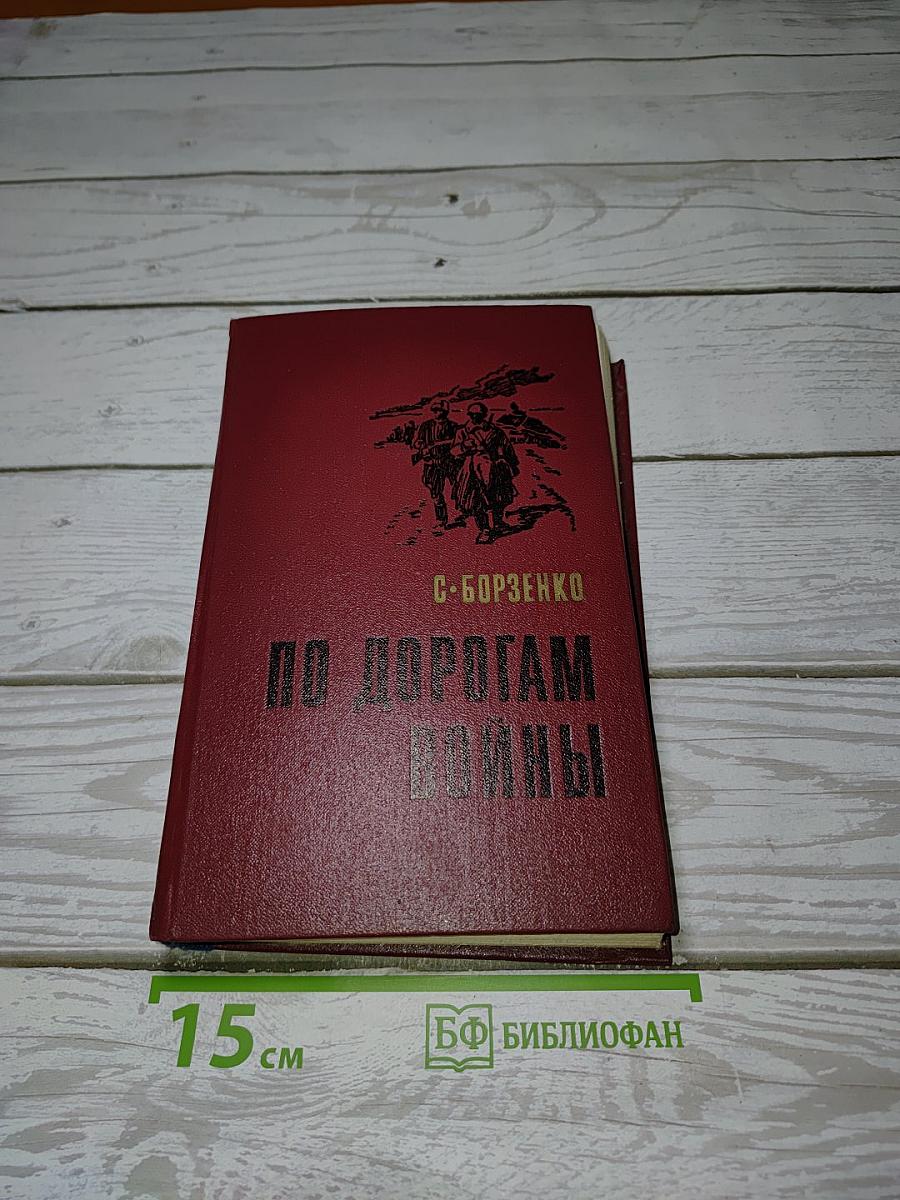 С·БОРЗЕНКО
ПО ДОРОГАМ
ВОЙНЫ
15 см
БФ БИБЛИОФАН